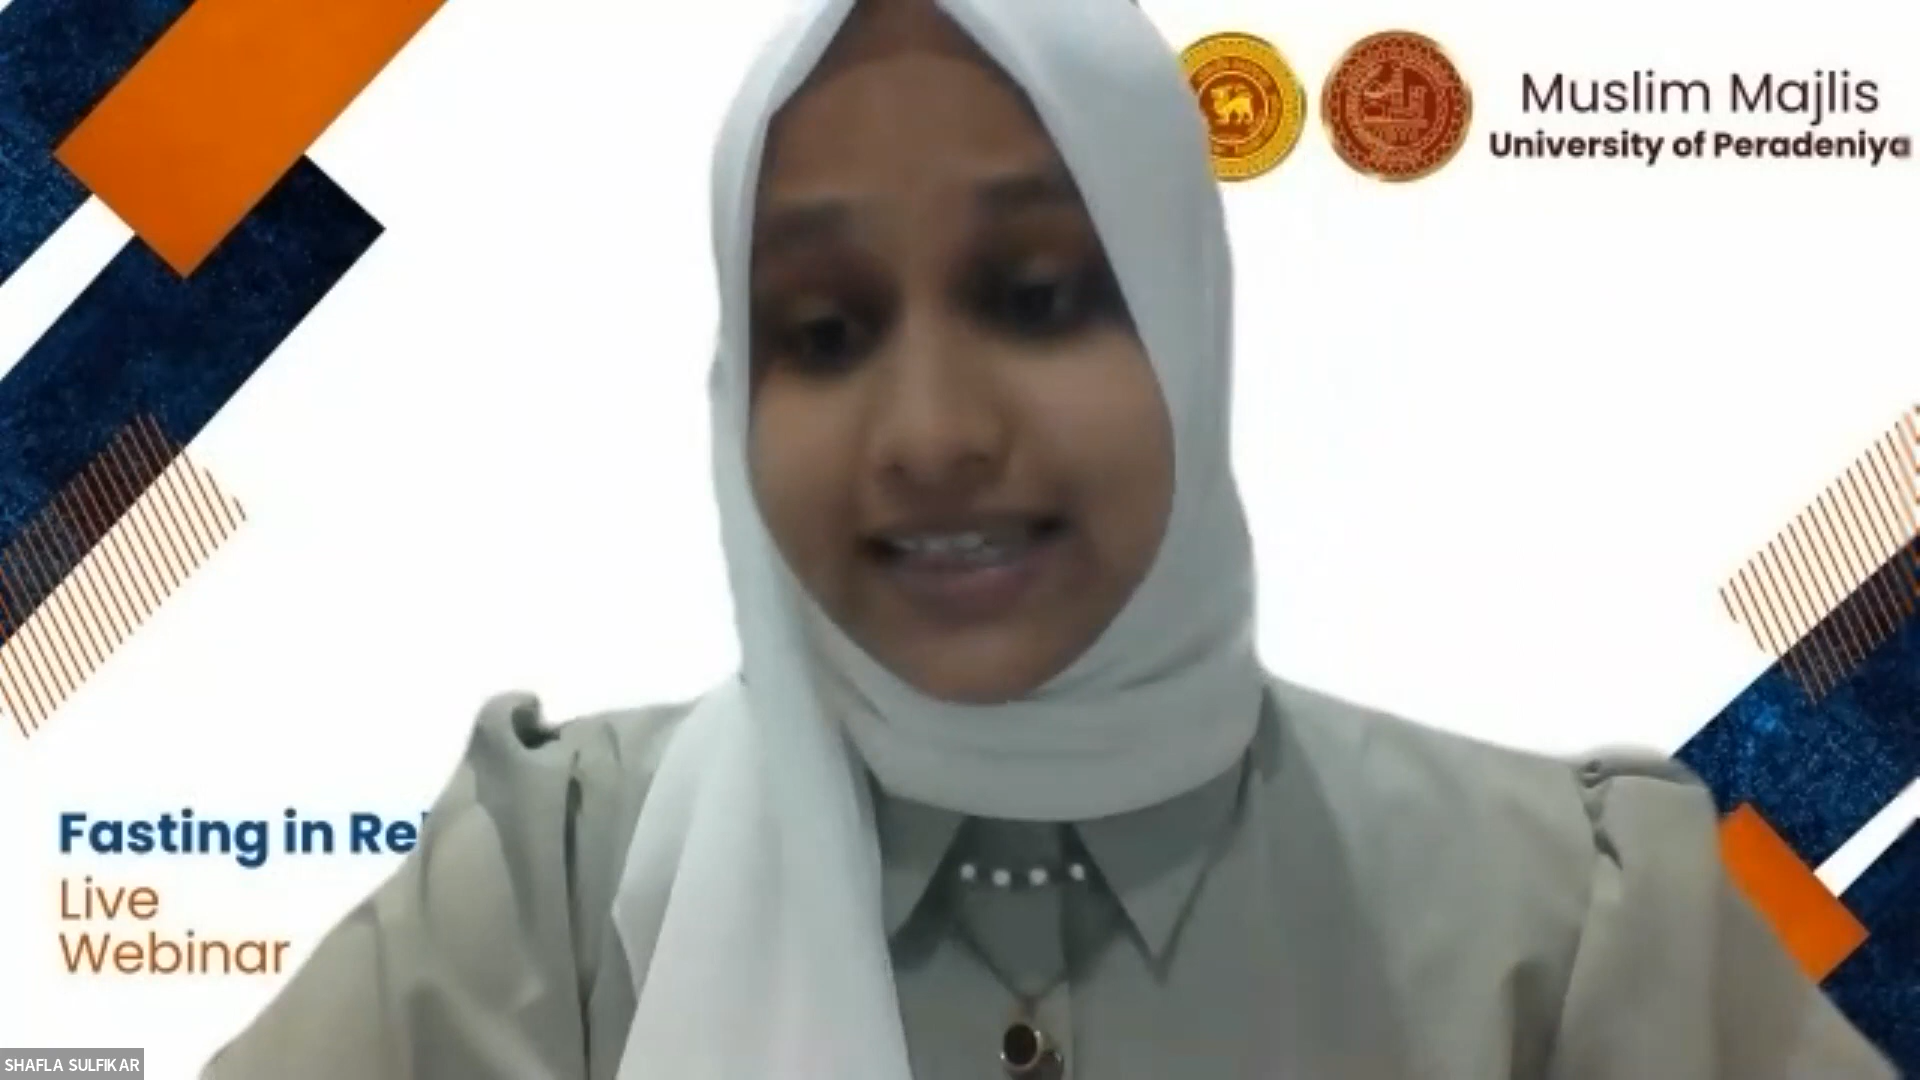 Muslim Majlis
University of Peradeniya
Fasting in Re
Live
Webinar
SHAFLA SULFIKAR